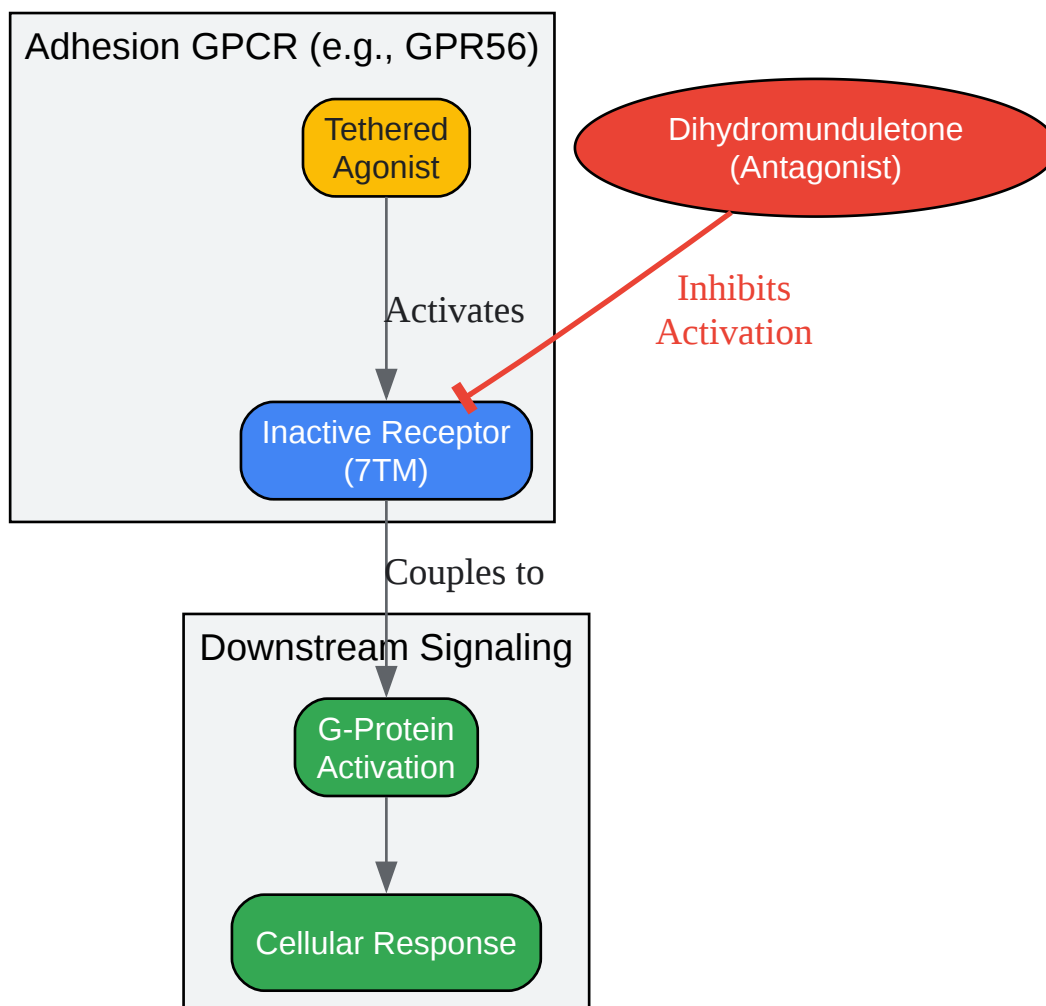 Adhesion GPCR (e.g., GPR56)
Tethered
Agonist
Dihydromunduletone
(Antagonist)
Activates
Inhibits
Activation
Inactive Receptor
(7TM)
Couples to
Downstream Signaling
G-Protein
Activation
Cellular Response